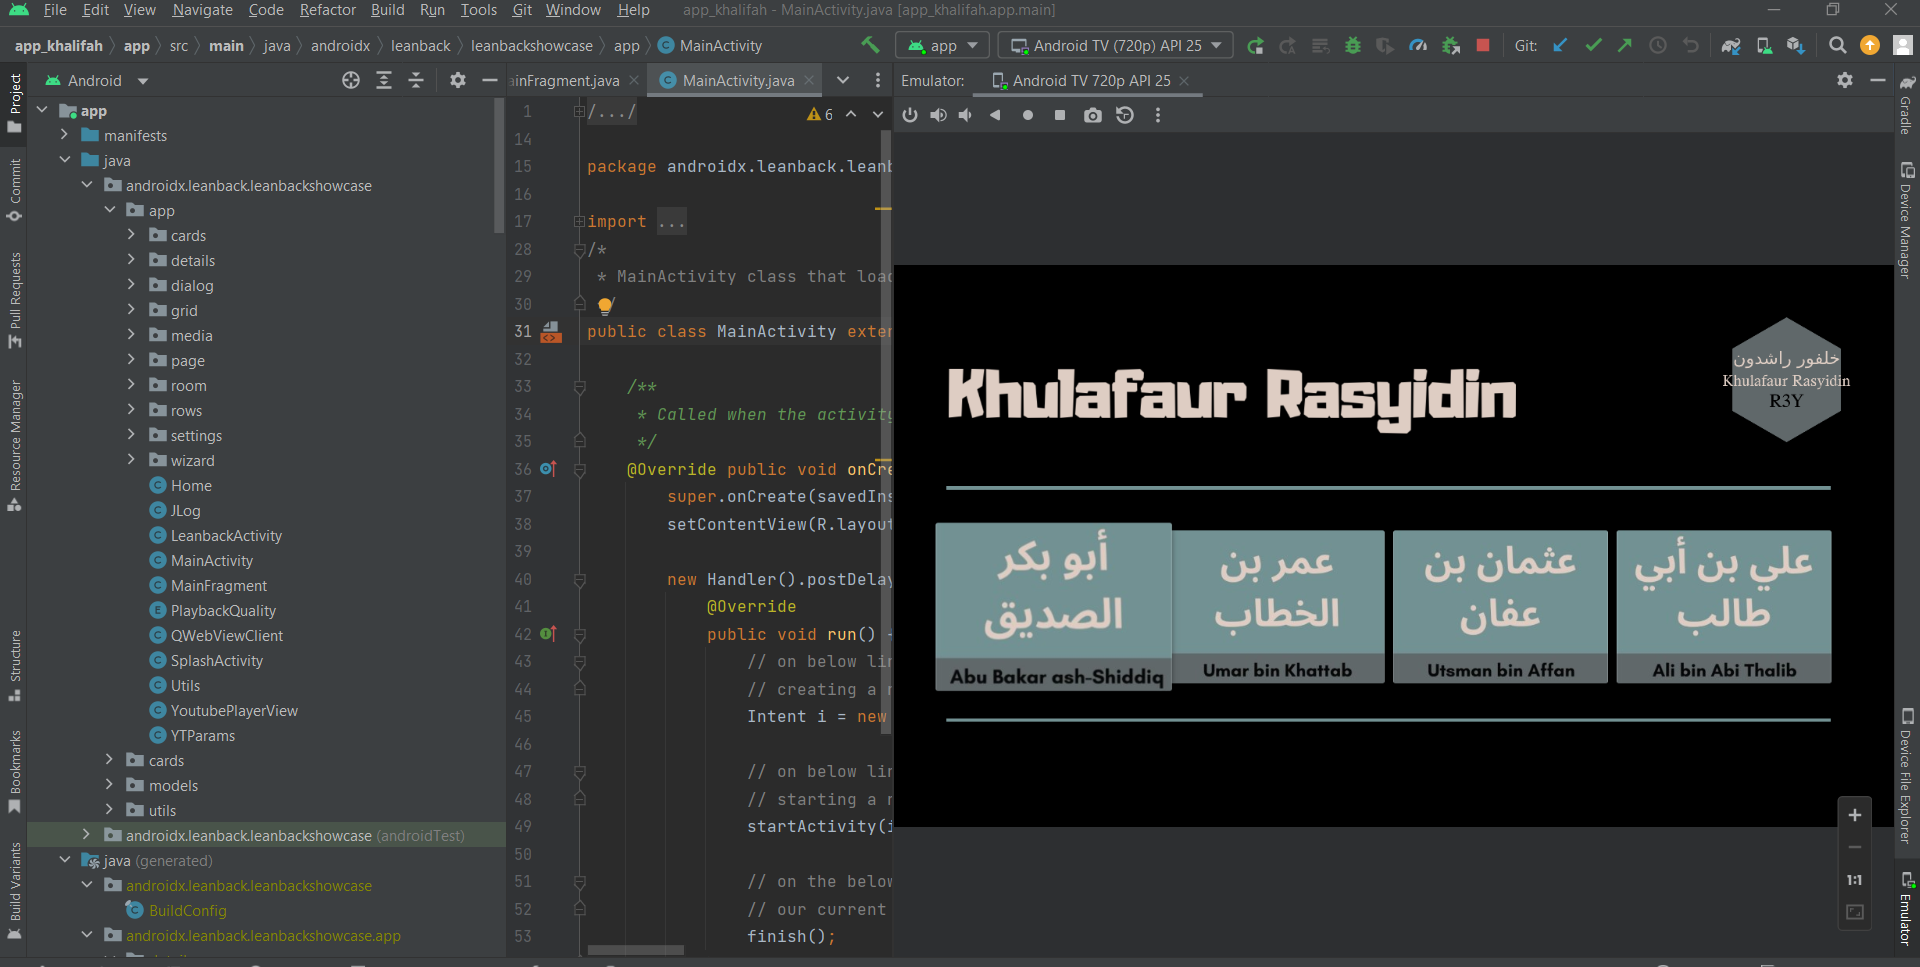 File Edit View Navigate Code Refactor Build Run Tools Git Window Help app_khalifah - MainActivity.java [app_khalifah.app.main]
app_khalifah app src main java androidx leanback leanbackshowcase app MainActivity
app
Android TV (720p) API 25
Git:
Project
Commit
Pull Requests
Resource Manager
Structure
Bookmarks
Build Variants
Android
app
manifests
java
androidx.leanback.leanbackshowcase
app
cards
details
dialog
grid
media
page
room
rows
settings
wizard
Home
JLog
LeanbackActivity
MainActivity
MainFragment
PlaybackQuality
QWebViewClient
SplashActivity
Utils
YoutubePlayerView
YTParams
cards
models
utils
androidx.leanback.leanbackshowcase (androidTest)
java (generated)
androidx.leanback.leanbackshowcase
BuildConfig
androidx.leanback.leanbackshowcase.app
ainFragment.java MainActivity.java
6
1 /.../
14
15 package androidx.leanback.leanb
16
17 import ...
28 /*
29 * MainActivity class that load
30 /
31 public class MainActivity exter
32
33 /**
34 * Called when the activity
35 */
36 @Override public void onCre
37 super.onCreate(savedIns
38 setContentView(R.layout
39
40 new Handler().postDelay
41 @Override
42 public void run() {
43 // on below lin
44 // creating a n
45 Intent i = new
46
47 // on below lin
48 // starting a n
49 startActivity(i
50
51 // on the below
52 // our current
53 finish();
Emulator: Android TV 720p API 25
Khulafaur Rasyidin
خلفور راشدون
Khulafaur Rasyidin
R3Y
أبو بكر
الصديق
Abu Bakar ash-Shiddiq
عمر بن
الخطاب
Umar bin Khattab
عثمان بن
عفان
Utsman bin Affan
علي بن أبي
طالب
Ali bin Abi Thalib
1:1
Gradle
Device Manager
Device File Explorer
Emulator